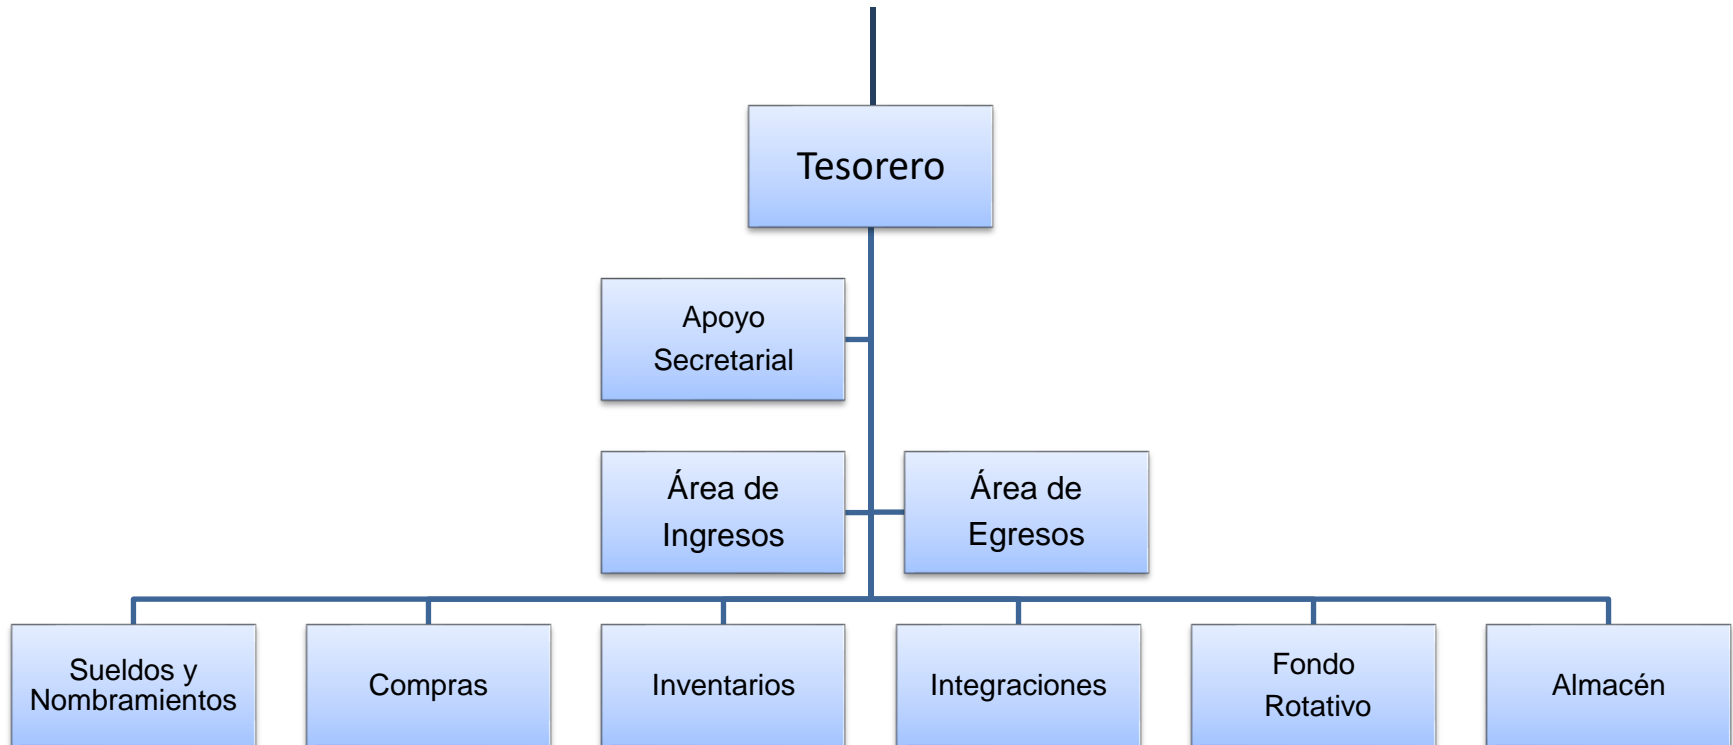 Tesorero
Apoyo
Secretarial
Área de
Ingresos
Área de
Egresos
Sueldos y
Nombramientos
Compras
Inventarios
Integraciones
Fondo
Rotativo
Almacén